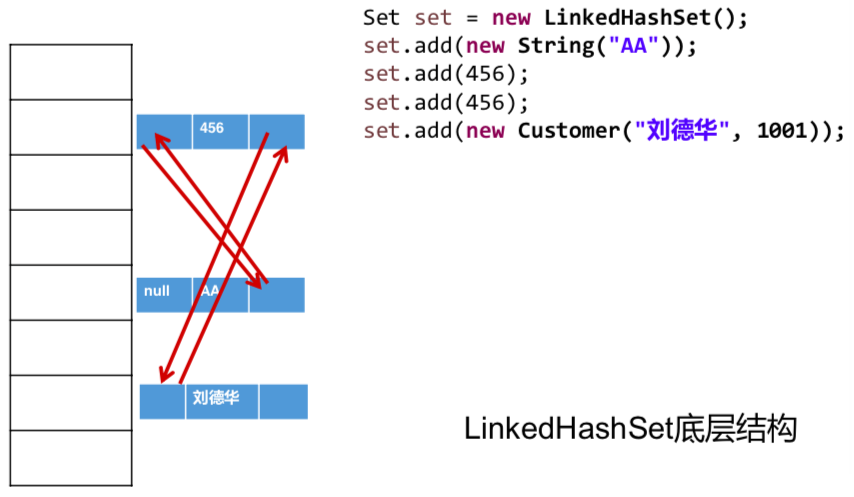 Set set = new LinkedHashSet();
set.add(new String("AA"));
set.add(456);
set.add(456);
set.add(new Customer("刘德华", 1001));
456
null AA
刘德华
LinkedHashSet底层结构